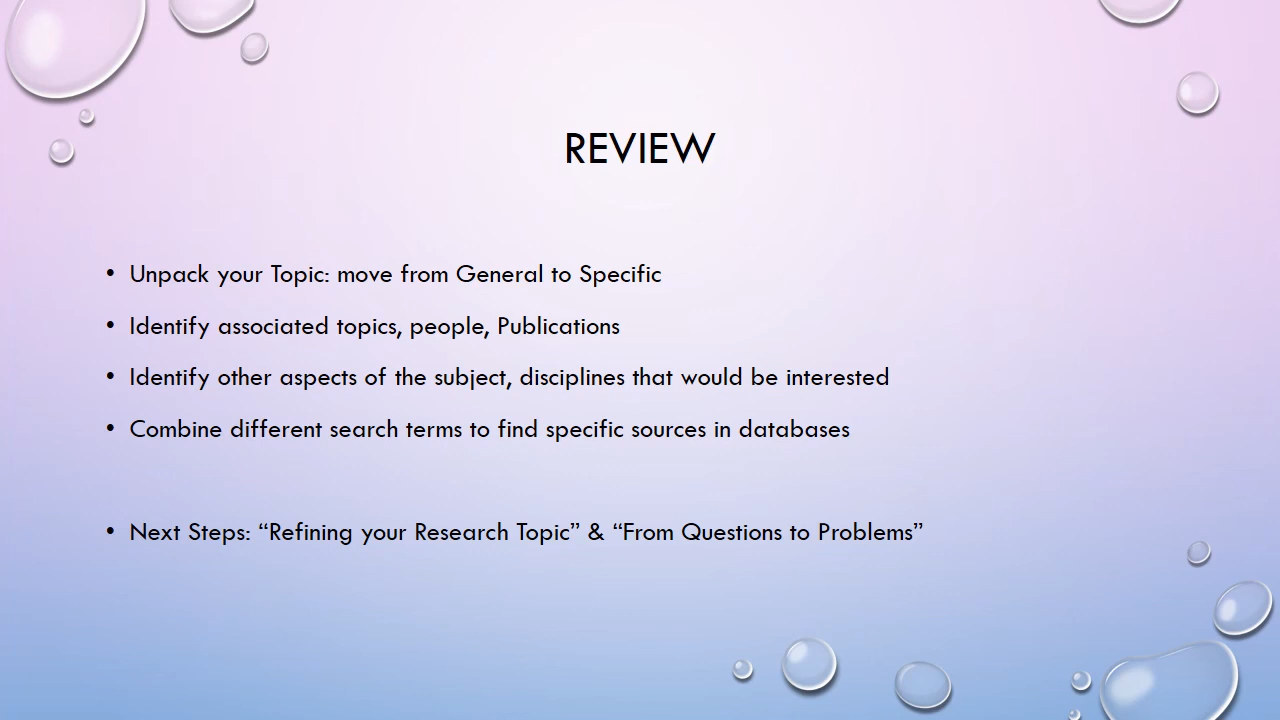 REVIEW
• Unpack your Topic: move from General to Specific
• Identify associated topics, people, Publications
• Identify other aspects of the subject, disciplines that would be interested
• Combine different search terms to find specific sources in databases
• Next Steps: “Refining your Research Topic” & “From Questions to Problems”